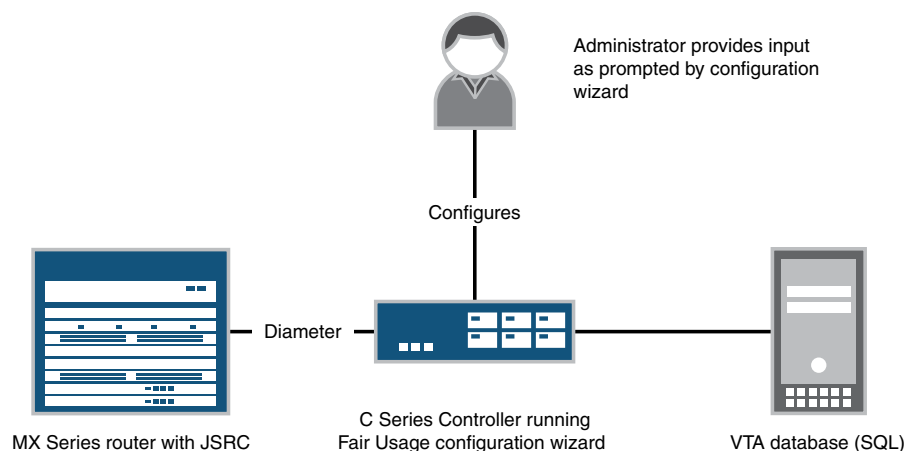 Administrator provides input
as prompted by configuration
wizard
Configures
Diameter
MX Series router with JSRC
C Series Controller running
Fair Usage configuration wizard
VTA database (SQL)